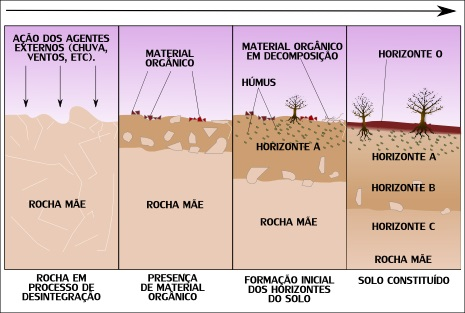 AÇÃO DOS AGENTES
EXTERNOS (CHUVA,
VENTOS, ETC).
ROCHA MÃE
ROCHA EM
PROCESSO DE
DESINTEGRAÇÃO
MATERIAL
ORGÂNICO
ROCHA MÃE
PRESENÇA
DE MATERIAL
ORGÂNICO
MATERIAL ORGÂNICO
EM DECOMPOSIÇÃO
HÚMUS
HORIZONTE A
ROCHA MÃE
FORMAÇÃO INICIAL
DOS HORIZONTES
DO SOLO
HORIZONTE O
HORIZONTE A
HORIZONTE B
HORIZONTE C
ROCHA MÃE
SOLO CONSTITUÍDO